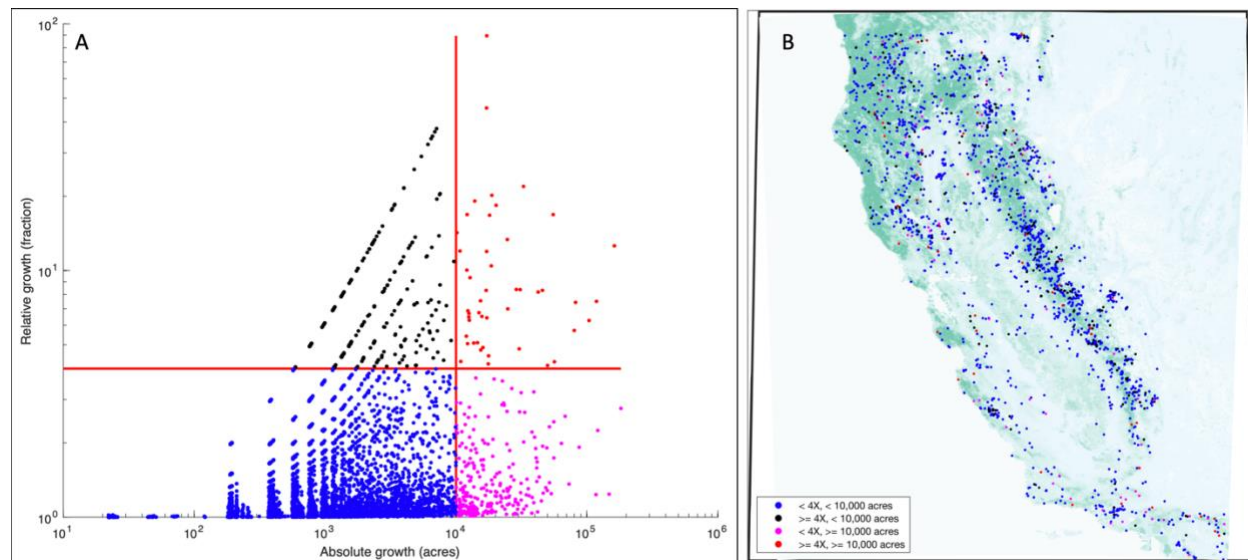 A
B
10²
10¹
10⁰
Relative growth (fraction)
10¹
10²
10³
10⁴
10⁵
10⁶
Absolute growth (acres)
< 4X, < 10,000 acres
>= 4X, < 10,000 acres
< 4X, >= 10,000 acres
>= 4X, >= 10,000 acres